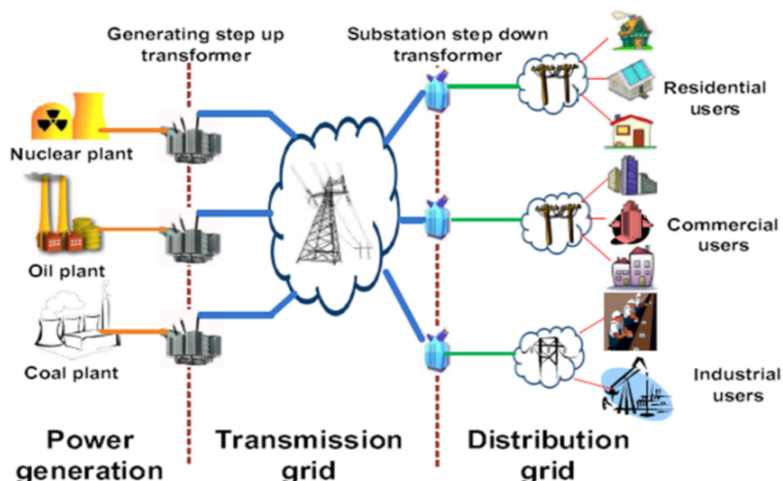 Generating step up
transformer
Substation step down
transformer
Residential
users
Nuclear plant
Commercial
users
Oil plant
Coal plant
Industrial
users
Power
generation
Transmission
grid
Distribution
grid